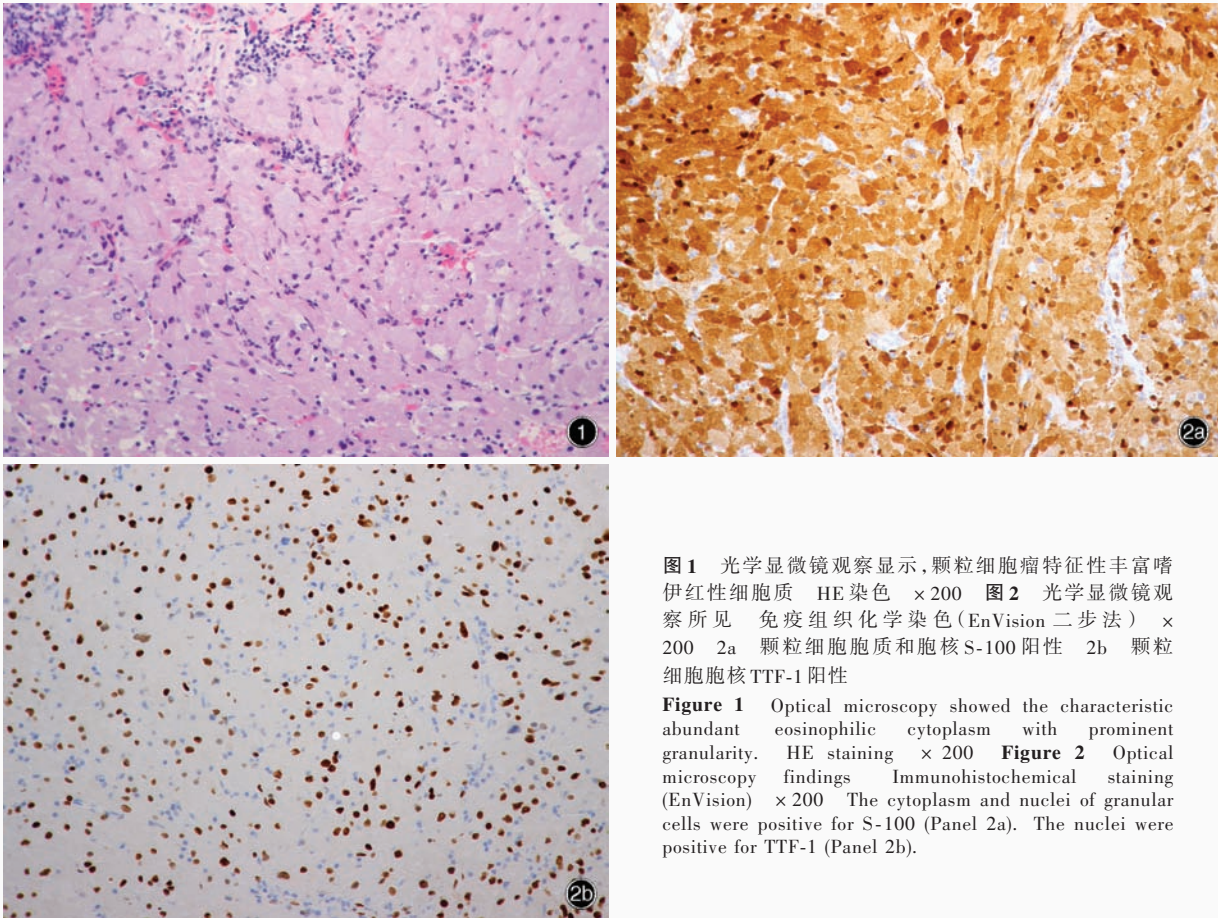 1
2a
2b
图1 光学显微镜观察显示,颗粒细胞瘤特征性丰富嗜
伊红性细胞质 HE染色 ×200 图2 光学显微镜观
察所见 免疫组织化学染色(EnVision二步法) ×
200 2a 颗粒细胞胞质和胞核S-100阳性 2b 颗粒
细胞胞核TTF-1阳性
Figure 1 Optical microscopy showed the characteristic
abundant eosinophilic cytoplasm with prominent
granularity. HE staining × 200 Figure 2 Optical
microscopy findings Immunohistochemical staining
(EnVision) × 200 The cytoplasm and nuclei of granular
cells were positive for S-100 (Panel 2a). The nuclei were
positive for TTF-1 (Panel 2b).